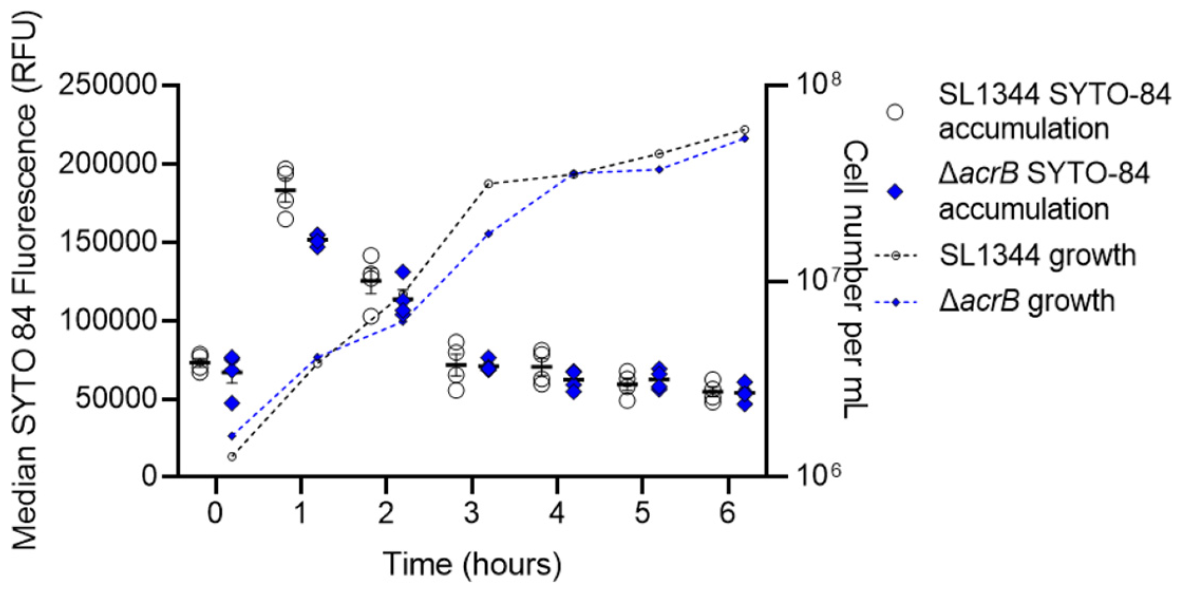 Median SYTO 84 Fluorescence (RFU)
250000
200000
150000
100000
50000
0
0 1 2 3 4 5 6
Time (hours)
10⁸
10⁷
10⁶
Cell number per mL
SL1344 SYTO-84
accumulation
ΔacrB SYTO-84
accumulation
SL1344 growth
ΔacrB growth